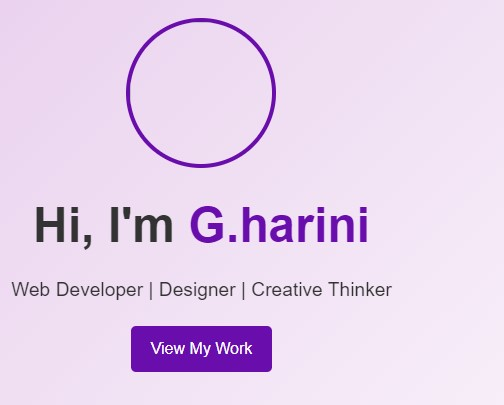 Hi, I'm G.harini
Web Developer | Designer | Creative Thinker
View My Work